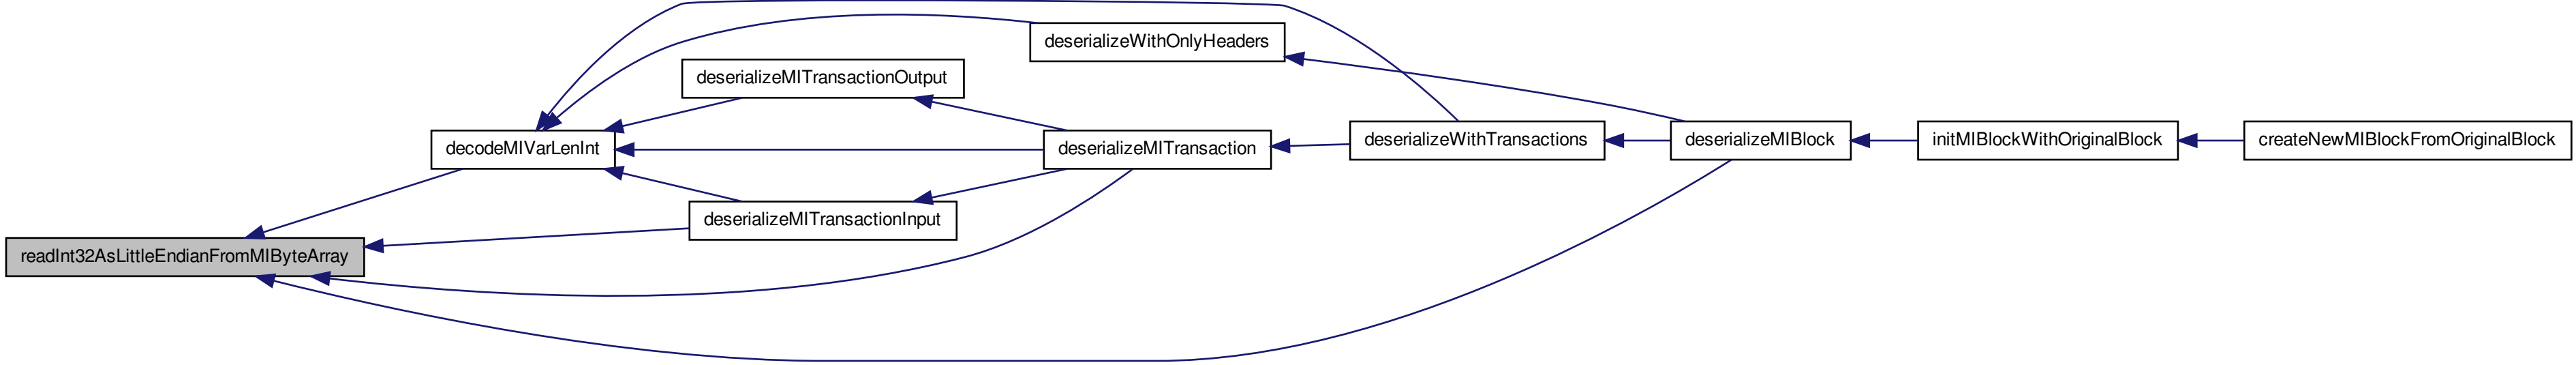 deserializeWithOnlyHeaders
deserializeMITransactionOutput
decodeMIVarLenInt
deserializeMITransaction
deserializeWithTransactions
deserializeMIBlock
initMIBlockWithOriginalBlock
createNewMIBlockFromOriginalBlock
deserializeMITransactionInput
readInt32AsLittleEndianFromMIByteArray